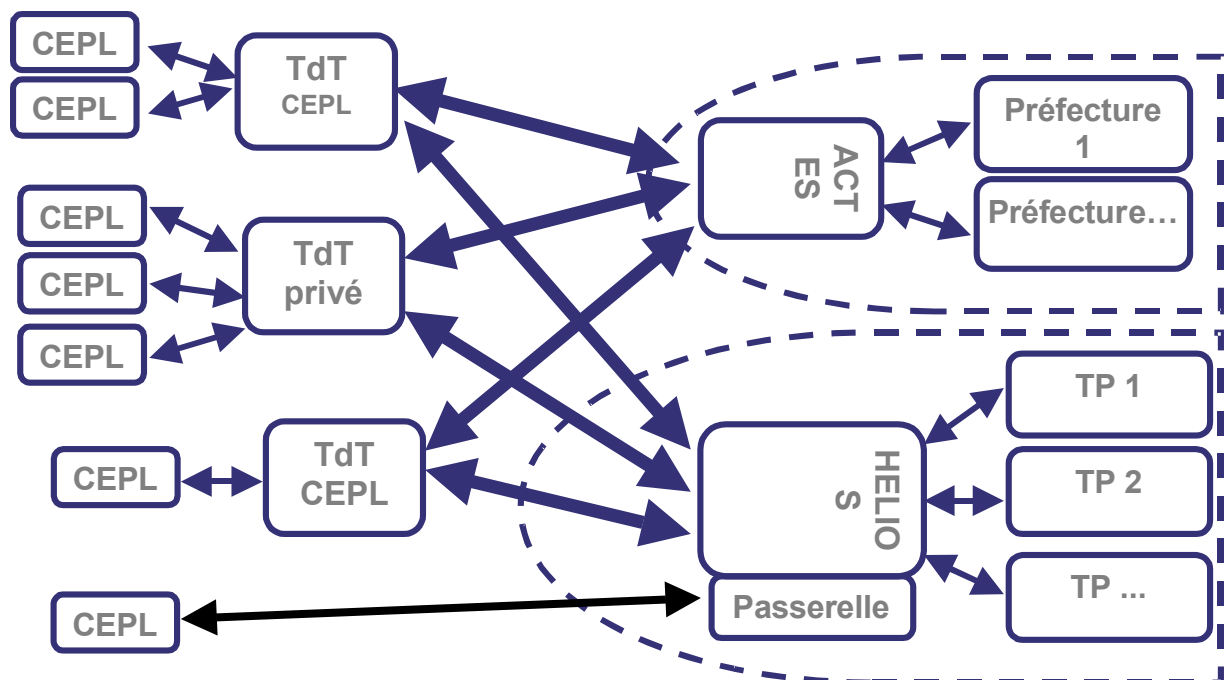 CEPL
CEPL
TdT
CEPL
CEPL
CEPL
CEPL
TdT
privé
CEPL
TdT
CEPL
CEPL
ACT
ES
Préfecture
1
Préfecture…
HELIO
S
Passerelle
TP 1
TP 2
TP ...